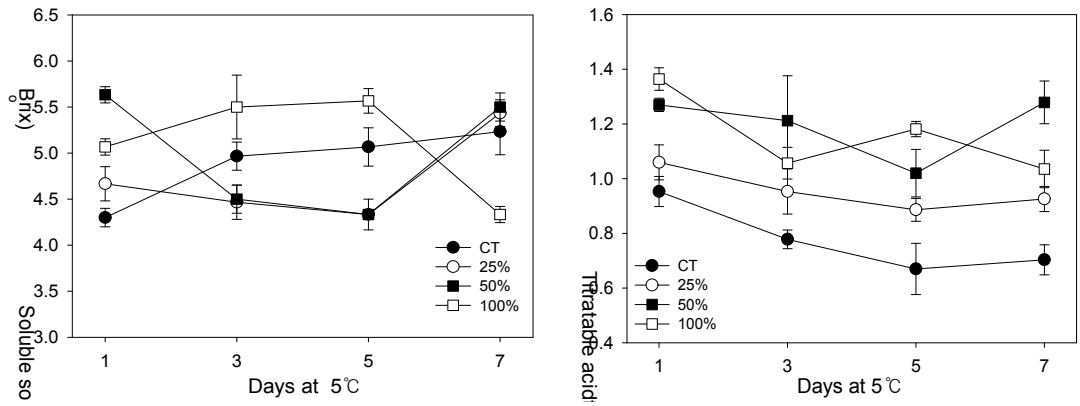 6.5
6.0
5.5
5.0
4.5
4.0
3.5
3.0
Soluble so
Brix)
o
CT
25%
50%
100%
1 3 5 7
Days at 5℃
1.6
1.4
1.2
1.0
0.8
0.6
0.4
Titratable acidit
CT
25%
50%
100%
1 3 5 7
Days at 5℃